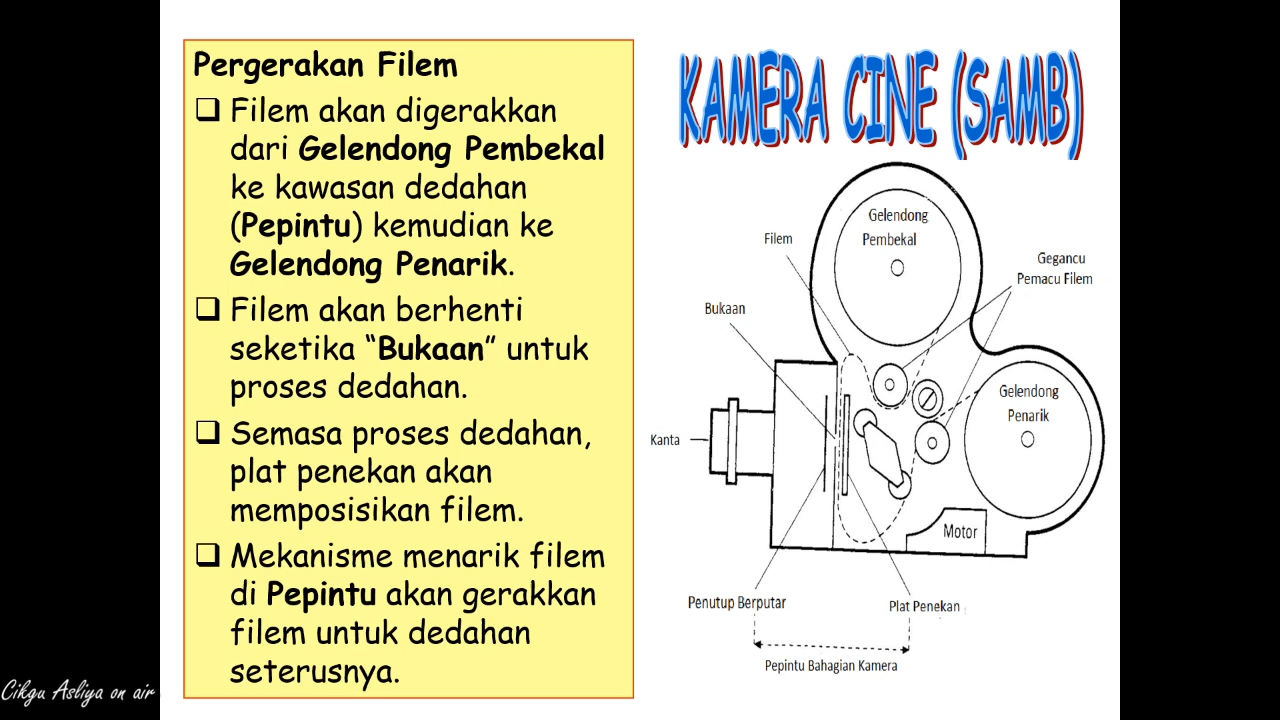 Pergerakan Filem
Filem akan digerakkan
dari Gelendong Pembekal
ke kawasan dedahan
(Pepintu) kemudian ke
Gelendong Penarik.
Filem akan berhenti
seketika “Bukaan” untuk
proses dedahan.
Semasa proses dedahan,
plat penekan akan
memposisikan filem.
Mekanisme menarik filem
di Pepintu akan gerakkan
filem untuk dedahan
seterusnya.
KAMERA CINE (SAMB)
Gelendong
Pembekal
Filem
Gegancu
Pemacu Filem
Bukaan
Gelendong
Penarik
Kanta
Motor
Penutup Berputar
Plat Penekan
Pepintu Bahagian Kamera
Cikgu Asliya on air